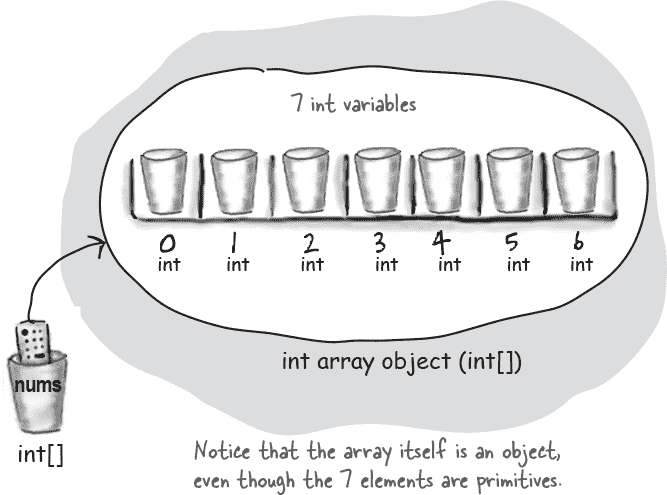 7 int variables
0 1 2 3 4 5 6
int int int int int int int
int array object (int[])
nums
int[]
Notice that the array itself is an object,
even though the 7 elements are primitives.